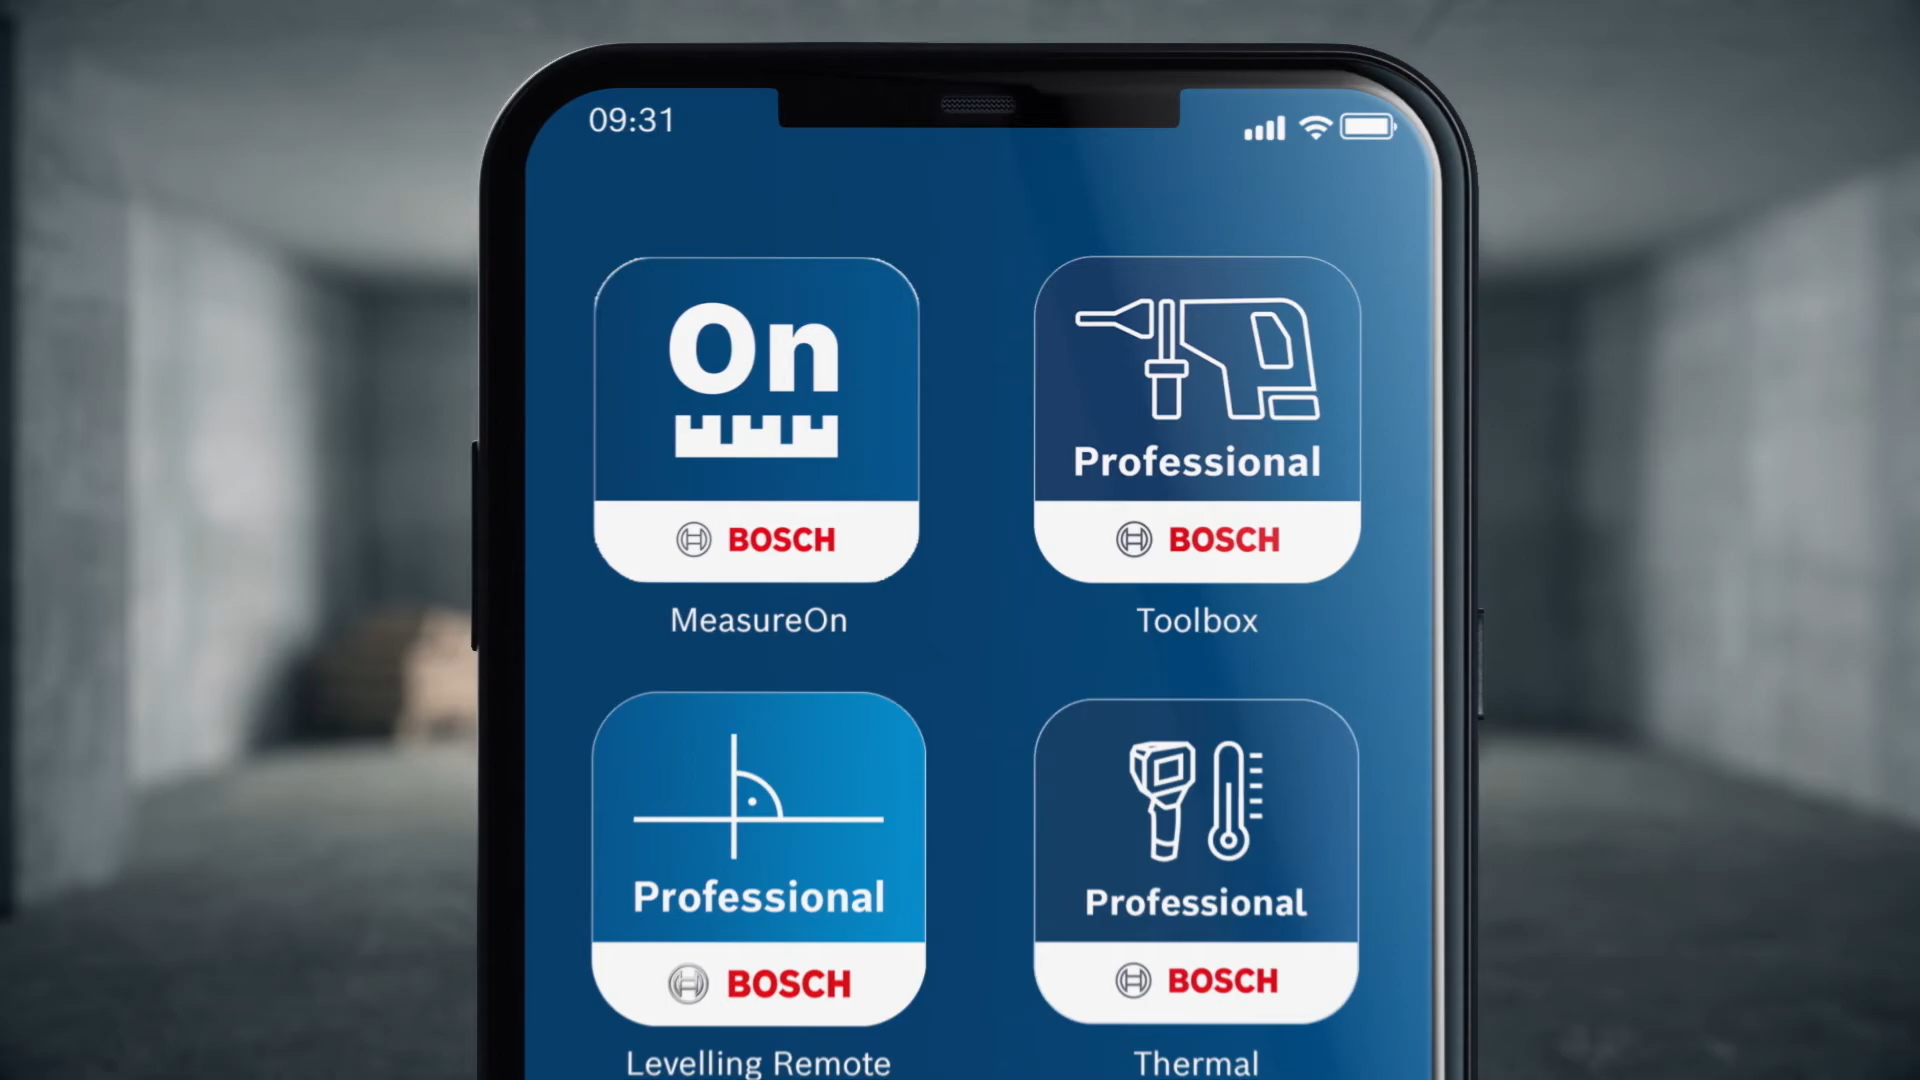 09:31
On
Professional
BOSCH
BOSCH
MeasureOn
Toolbox
Professional
Professional
BOSCH
BOSCH
Levelling Remote
Thermal